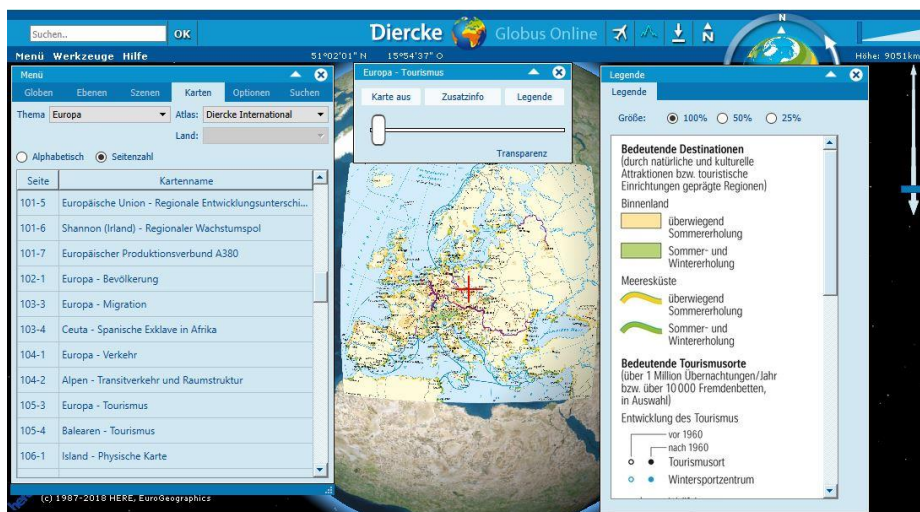 Suchen..
OK
Diercke Globus Online
N
N
Menü Werkzeuge Hilfe
51°02'01" N 15°54'37" O
Höhe: 9051km
Menü
Globen Ebenen Szenen Karten Optionen Suchen
Thema Europa Atlas: Diercke International
Land:
Alphabetisch Seitenzahl
Seite Kartenname
101-5 Europäische Union - Regionale Entwicklungsunterschi...
101-6 Shannon (Irland) - Regionaler Wachstumspol
101-7 Europäischer Produktionsverbund A380
102-1 Europa - Bevölkerung
103-3 Europa - Migration
103-4 Ceuta - Spanische Exklave in Afrika
104-1 Europa - Verkehr
104-2 Alpen - Transitverkehr und Raumstruktur
105-3 Europa - Tourismus
105-4 Balearen - Tourismus
106-1 Island - Physische Karte
(c) 1987-2018 HERE, EuroGeographics
Europa - Tourismus
Karte aus Zusatzinfo Legende
Transparenz
Legende
Legende
Größe: 100% 50% 25%
Bedeutende Destinationen
(durch natürliche und kulturelle
Attraktionen bzw. touristische
Einrichtungen geprägte Regionen)
Binnenland
überwiegend
Sommererholung
Sommer- und
Wintererholung
Meeresküste
überwiegend
Sommererholung
Sommer- und
Wintererholung
Bedeutende Tourismusorte
(über 1 Million Übernachtungen/Jahr
bzw. über 10000 Fremdenbetten,
in Auswahl)
Entwicklung des Tourismus
vor 1960
nach 1960
Tourismusort
Wintersportzentrum